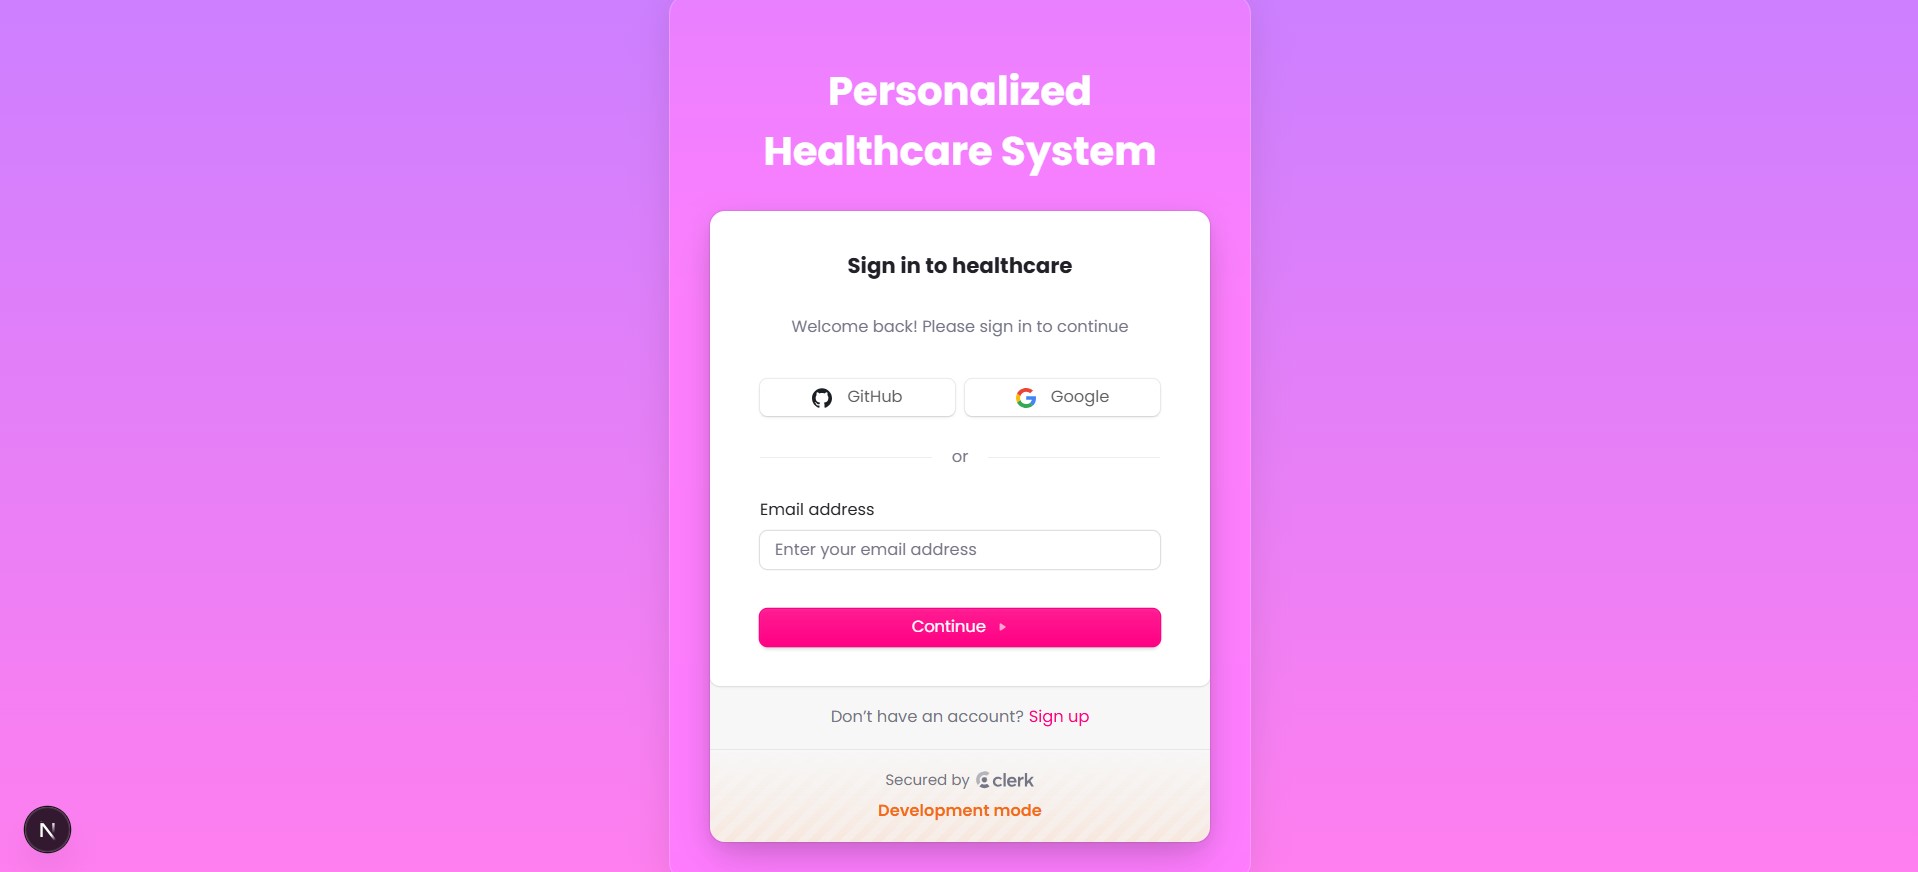 Personalized
Healthcare System
Sign in to healthcare
Welcome back! Please sign in to continue
GitHub
Google
or
Email address
Enter your email address
Continue
Don’t have an account? Sign up
Secured by clerk
Development mode
N